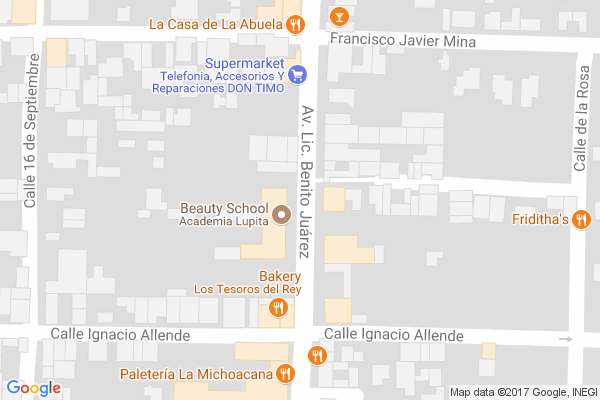 La Casa de La Abuela
Francisco Javier Mina
Supermarket
Telefonia, Accesorios Y
Reparaciones DON TIMO
Calle 16 de Septiembre
Av. Lic. Benito Juárez
Calle de la Rosa
Beauty School
Academia Lupita
Friditha's
Bakery
Los Tesoros del Rey
Calle Ignacio Allende
Calle Ignacio Allende
Paletería La Michoacana
Google
Map data ©2017 Google, INEGI